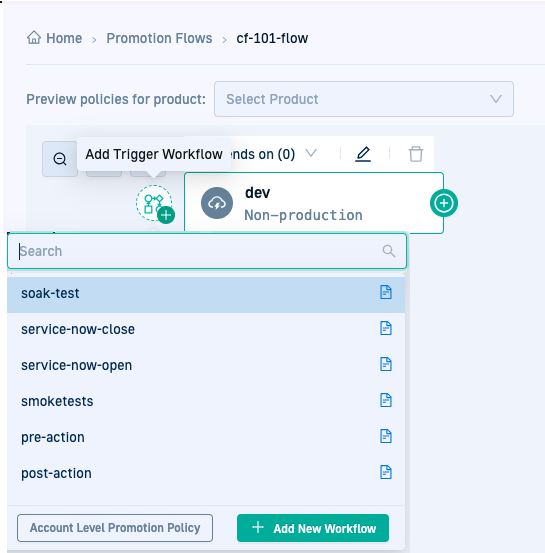 Home > Promotion Flows > cf-101-flow
Preview policies for product: Select Product
Add Trigger Workflow
ends on (0)
dev
Non-production
Search
soak-test
service-now-close
service-now-open
smoketests
pre-action
post-action
Account Level Promotion Policy
+ Add New Workflow